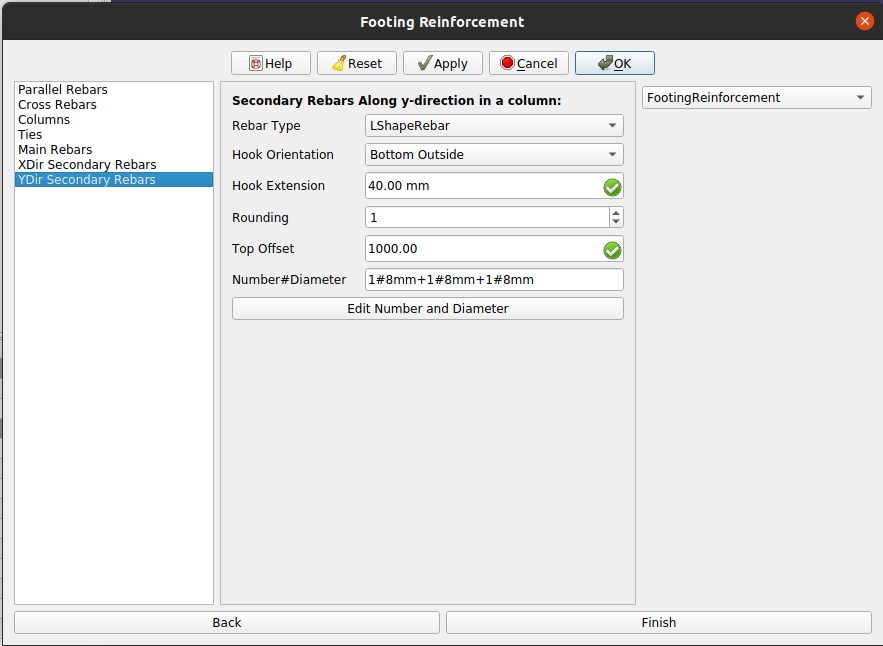 Footing Reinforcement
Help Reset Apply Cancel OK
Parallel Rebars
Cross Rebars
Columns
Ties
Main Rebars
XDir Secondary Rebars
YDir Secondary Rebars
Secondary Rebars Along y-direction in a column:
Rebar Type LShapeRebar
Hook Orientation Bottom Outside
Hook Extension 40.00 mm
Rounding 1
Top Offset 1000.00
Number#Diameter 1#8mm+1#8mm+1#8mm
Edit Number and Diameter
FootingReinforcement
Back Finish